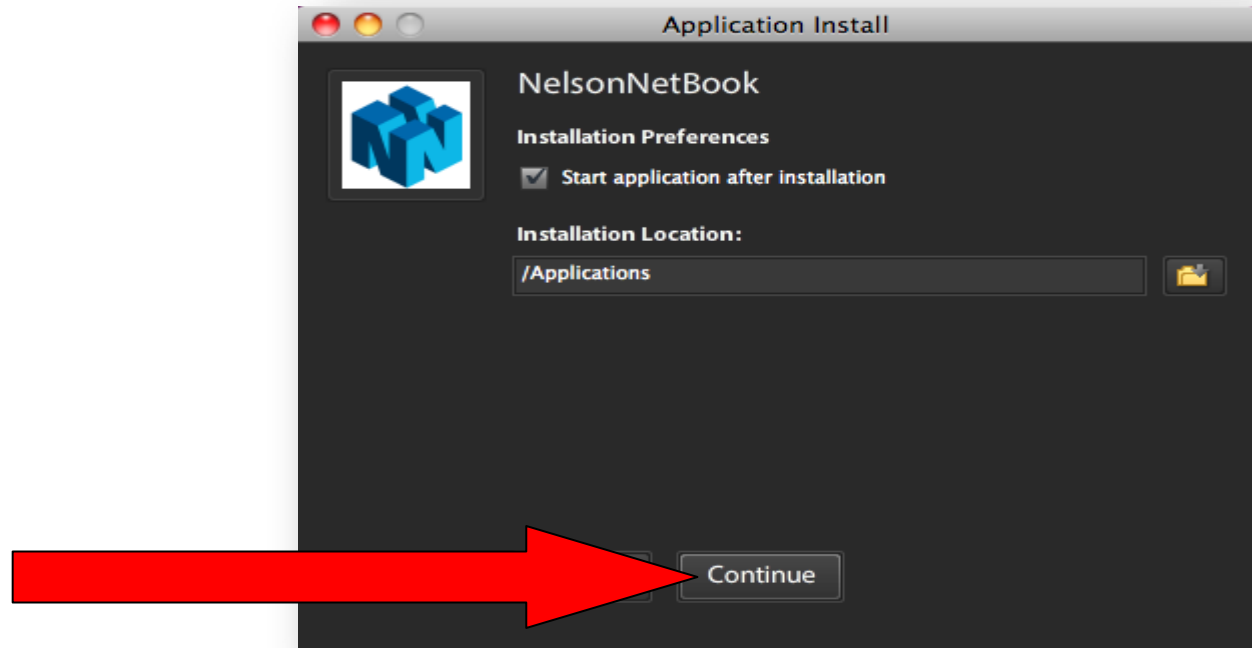 Application Install
NelsonNetBook
Installation Preferences
Start application after installation
Installation Location:
/Applications
Continue